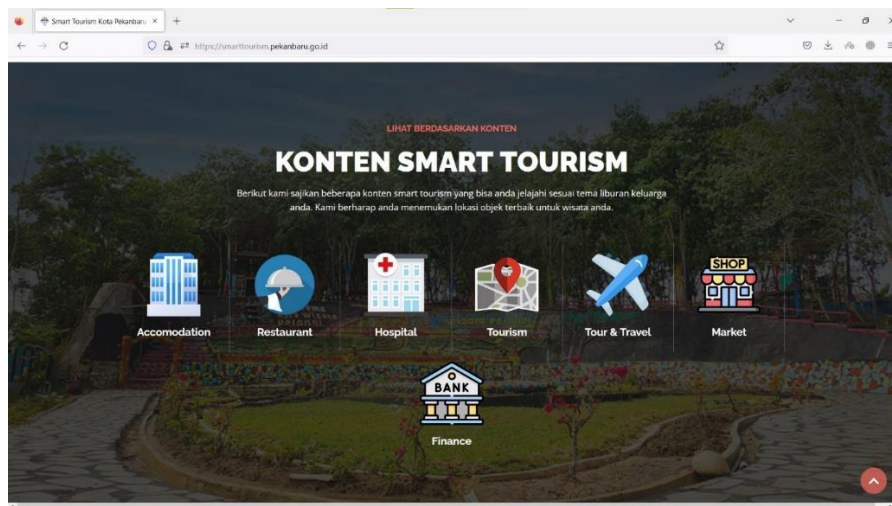 Smart Tourism Kota Pekanbaru
https://smarttourism.pekanbaru.go.id
LIHAT BERDASARKAN KONTEN
KONTEN SMART TOURISM
Berikut kami sajikan beberapa konten smart tourism yang bisa anda jelajahi sesuai tema liburan keluarga
anda. Kami berharap anda menemukan lokasi objek terbaik untuk wisata anda.
SHOP
Accomodation Restaurant Hospital Tourism Tour & Travel Market
BANK
Finance